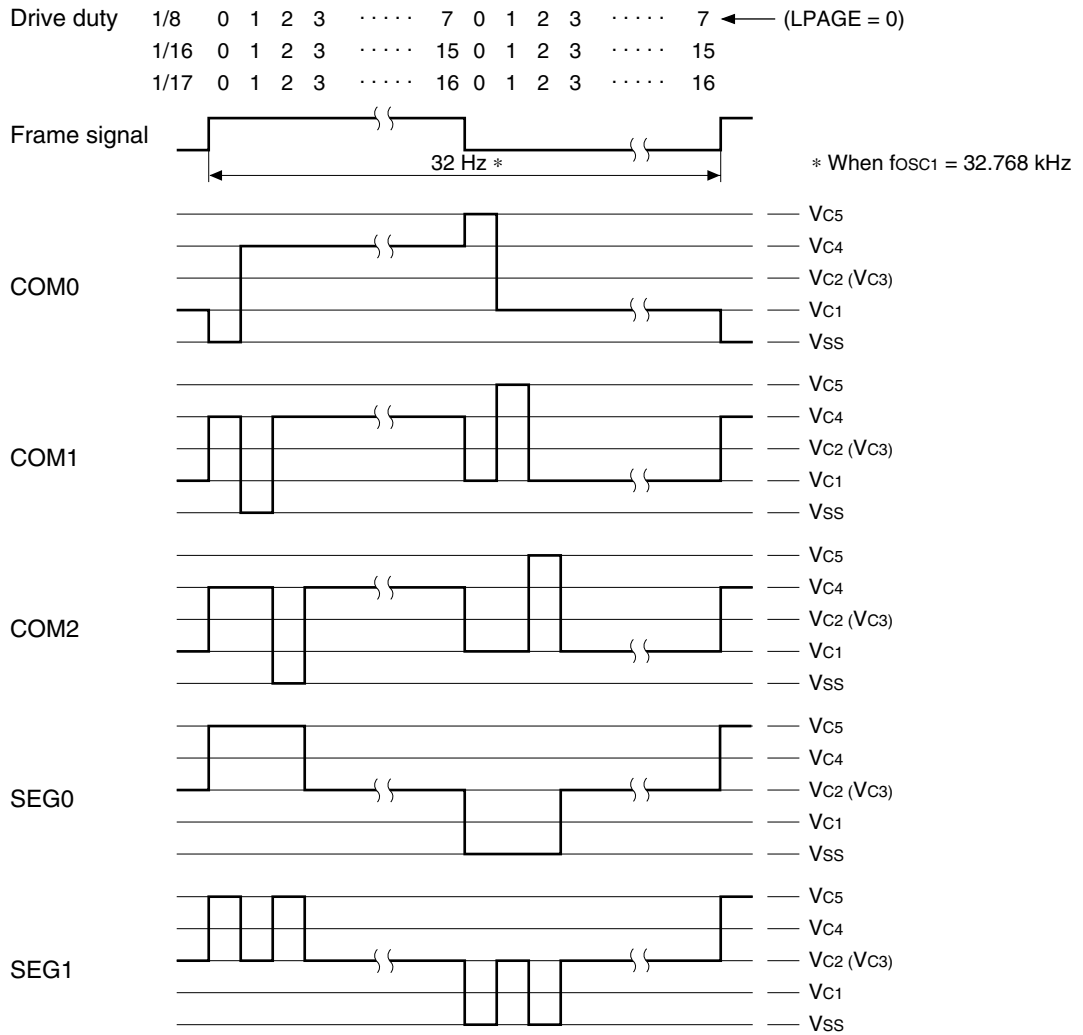 Drive duty 1/8 0 1 2 3 ····· 7 0 1 2 3 ····· 7 (LPAGE = 0)
1/16 0 1 2 3 ····· 15 0 1 2 3 ····· 15
1/17 0 1 2 3 ····· 16 0 1 2 3 ····· 16
Frame signal
32 Hz *
* When fOSC1 = 32.768 kHz
COM0
VC5
VC4
VC2 (VC3)
VC1
VSS
COM1
VC5
VC4
VC2 (VC3)
VC1
VSS
COM2
VC5
VC4
VC2 (VC3)
VC1
VSS
SEG0
VC5
VC4
VC2 (VC3)
VC1
VSS
SEG1
VC5
VC4
VC2 (VC3)
VC1
VSS